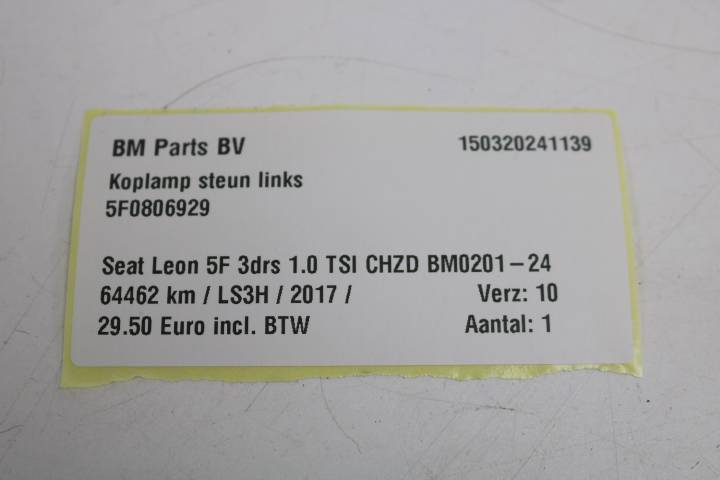 BM Parts BV 150320241139
Koplamp steun links
5F0806929
Seat Leon 5F 3drs 1.0 TSI CHZD BM0201-24
64462 km / LS3H / 2017 / Verz: 10
29.50 Euro incl. BTW Aantal: 1